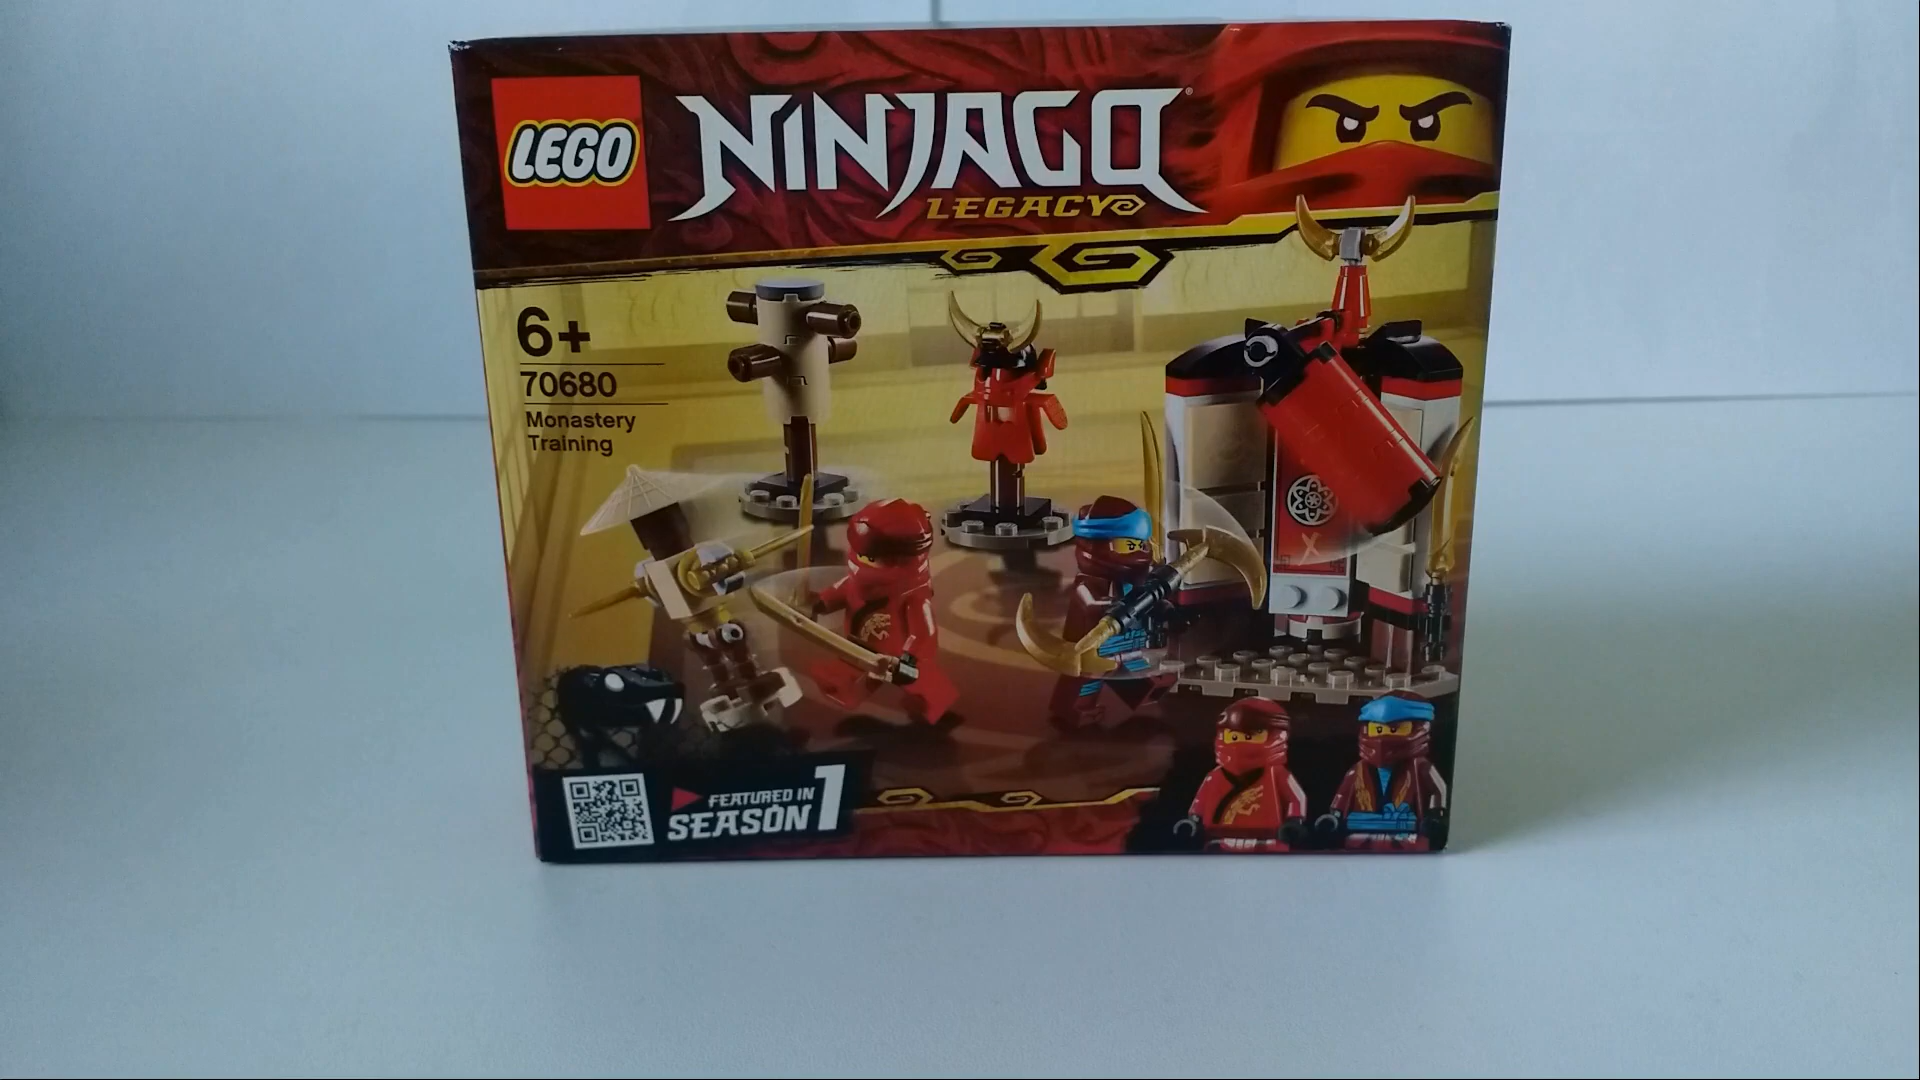 LEGO
NINJAGO®
LEGACY
6+
70680
Monastery
Training
FEATURED IN
SEASON 1